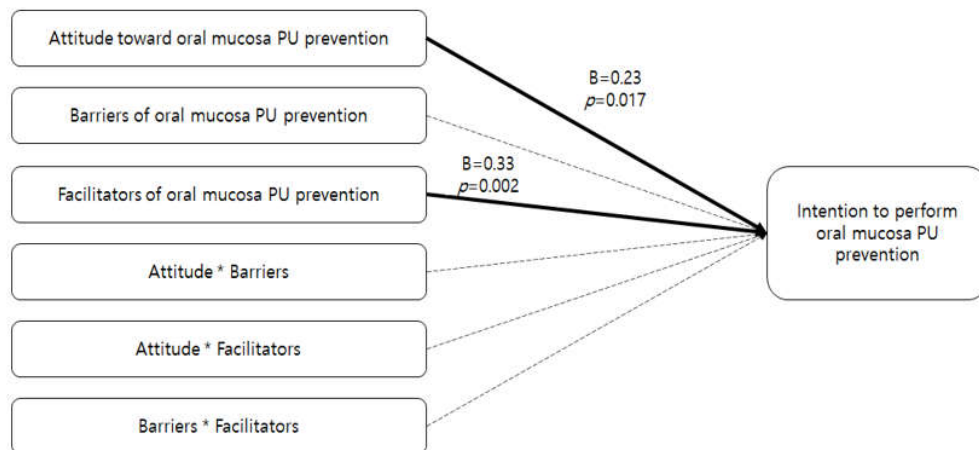 Attitude toward oral mucosa PU prevention
B=0.23
p=0.017
Barriers of oral mucosa PU prevention
B=0.33
p=0.002
Facilitators of oral mucosa PU prevention
Intention to perform
oral mucosa PU
prevention
Attitude * Barriers
Attitude * Facilitators
Barriers * Facilitators